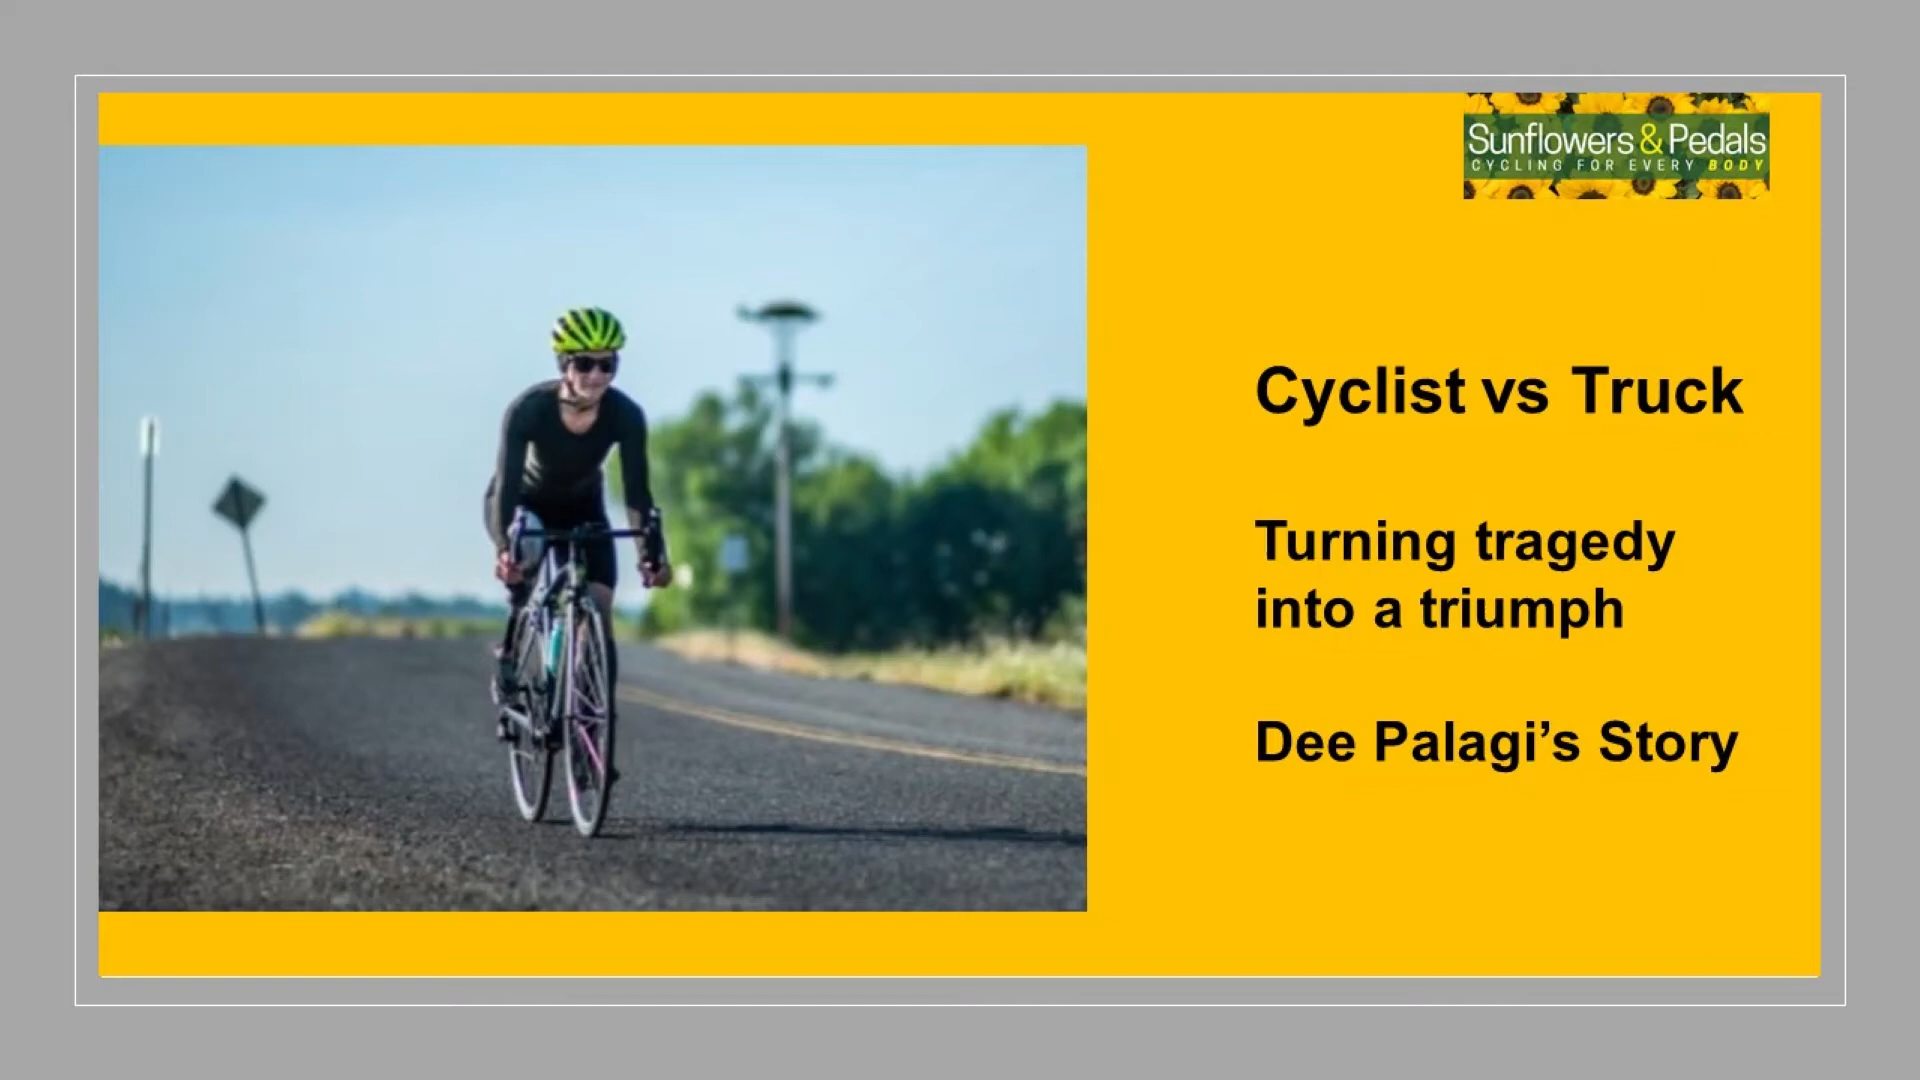 Sunflowers & Pedals
CYCLING FOR EVERY BODY
Cyclist vs Truck
Turning tragedy
into a triumph
Dee Palagi’s Story